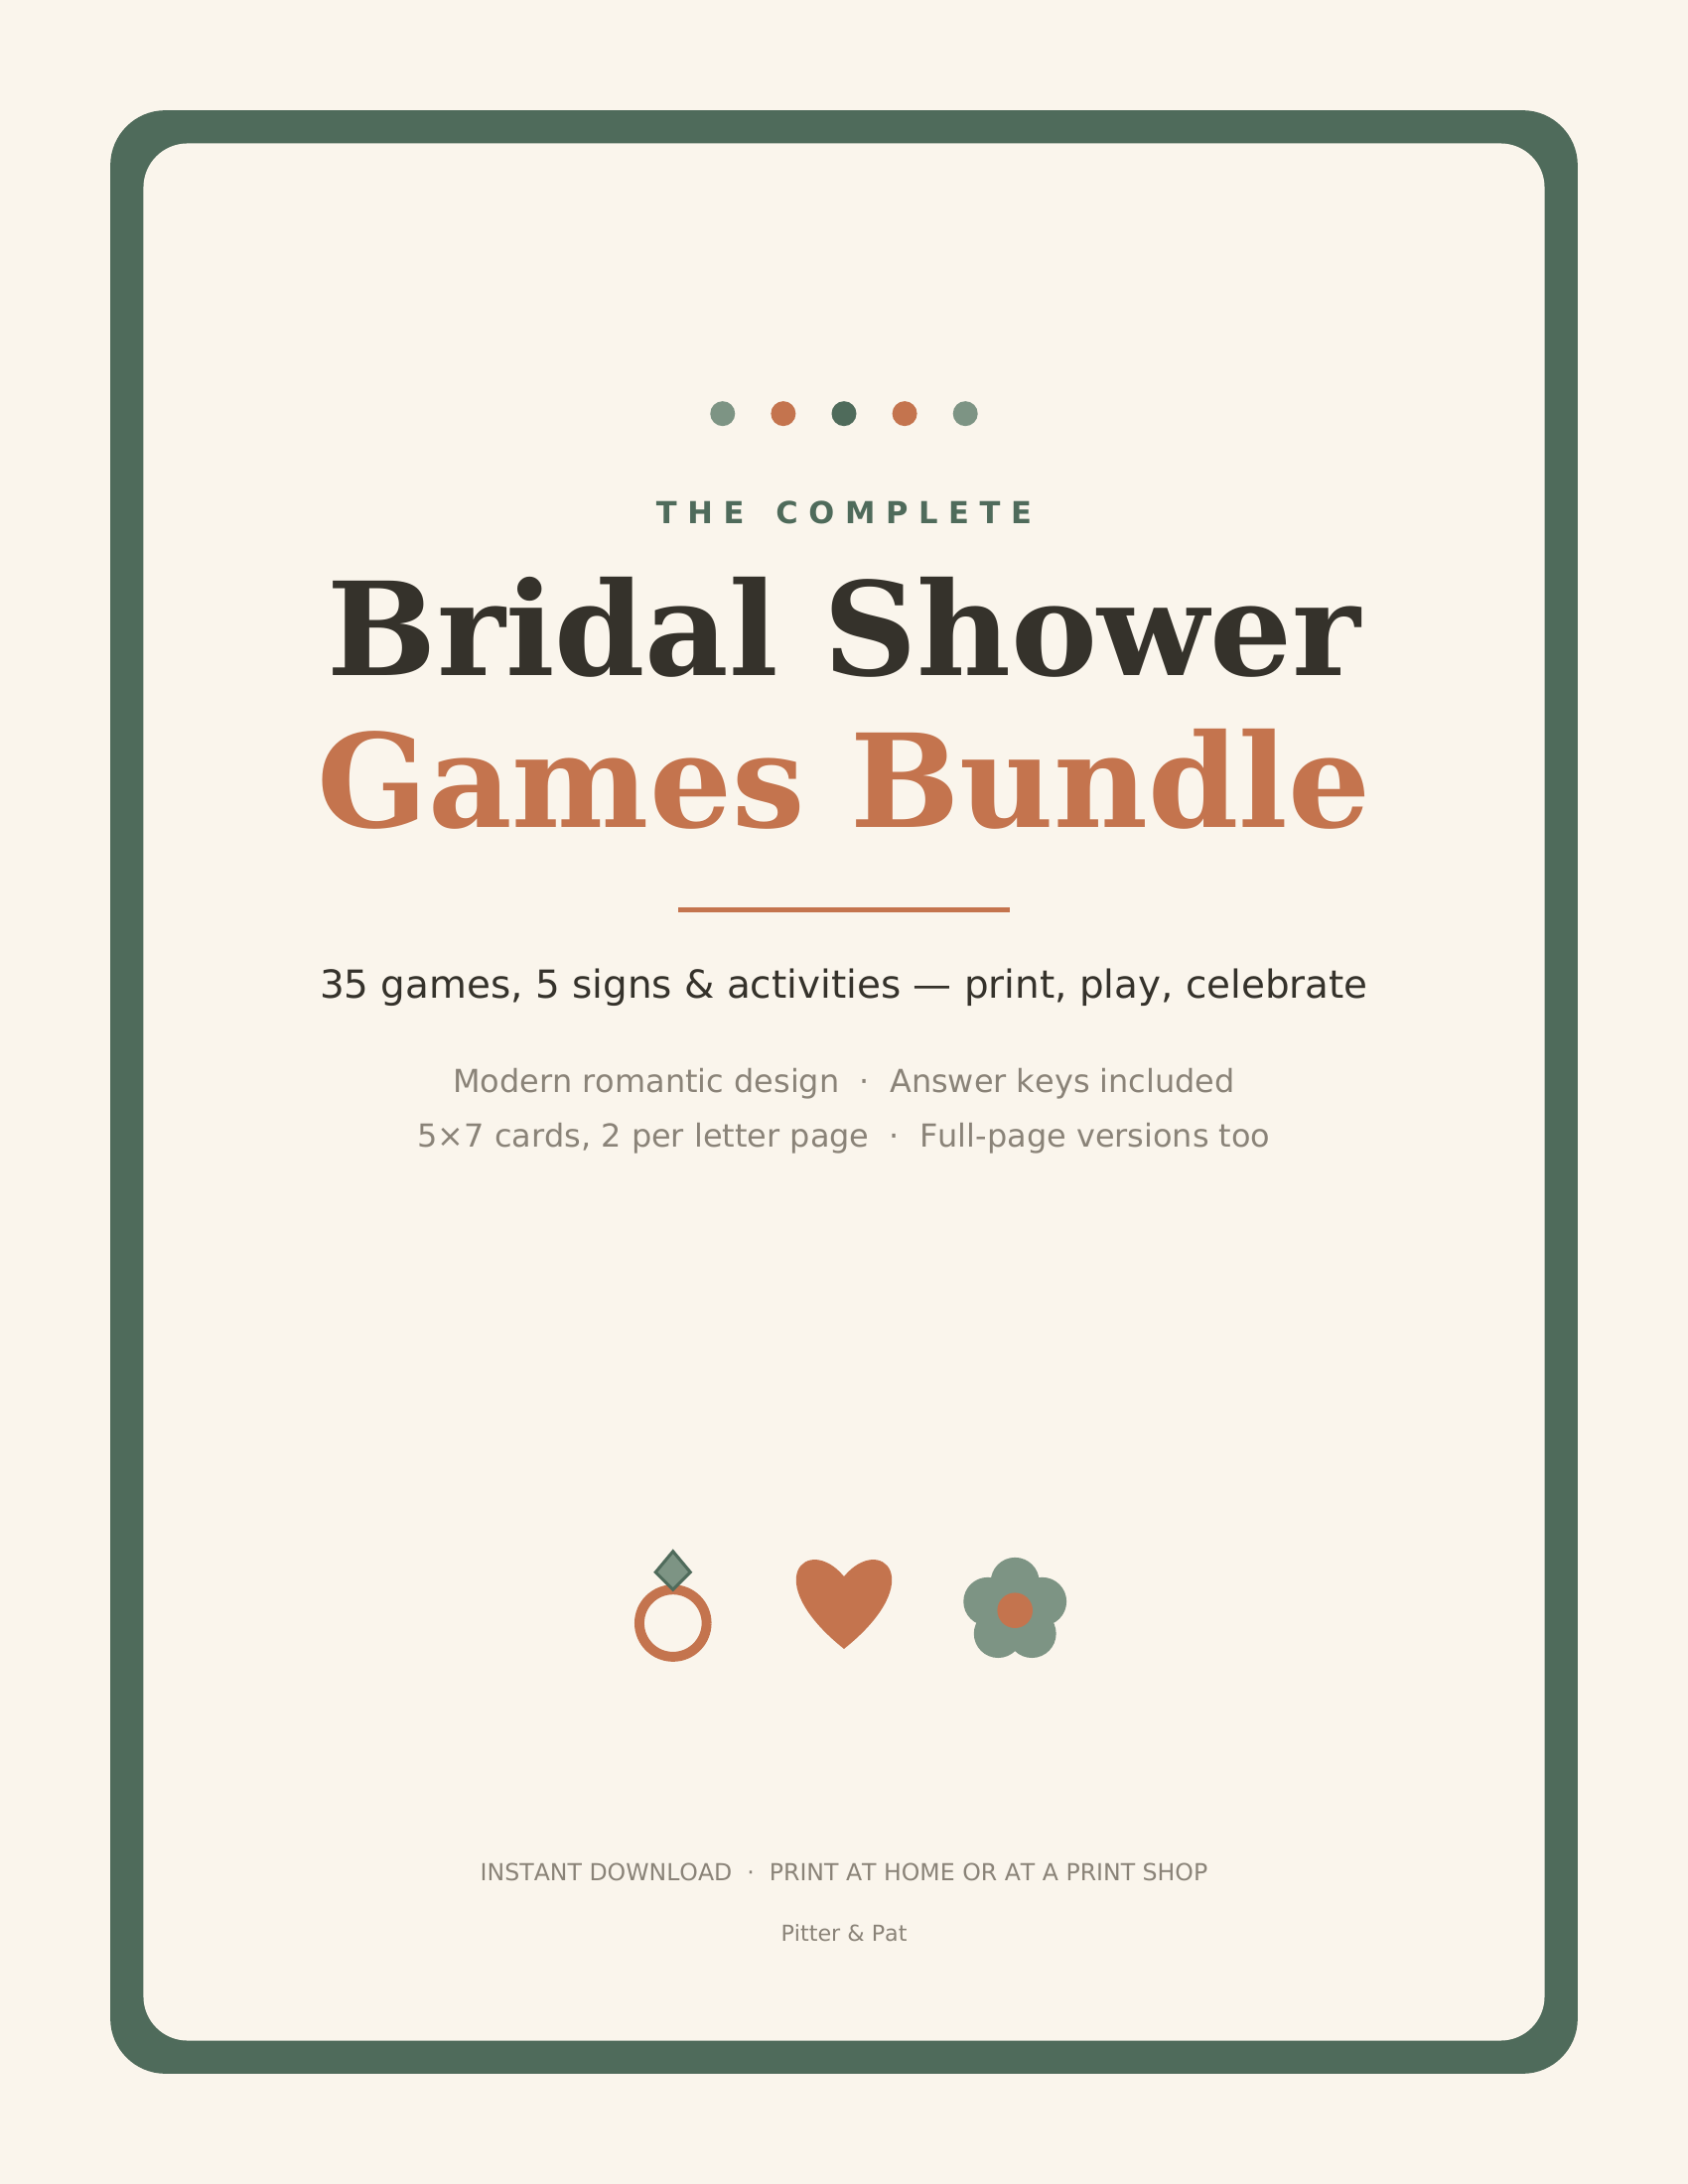 THE COMPLETE
Bridal Shower
Games Bundle
35 games, 5 signs & activities — print, play, celebrate
Modern romantic design · Answer keys included
5×7 cards, 2 per letter page · Full-page versions too
INSTANT DOWNLOAD · PRINT AT HOME OR AT A PRINT SHOP
Pitter & Pat